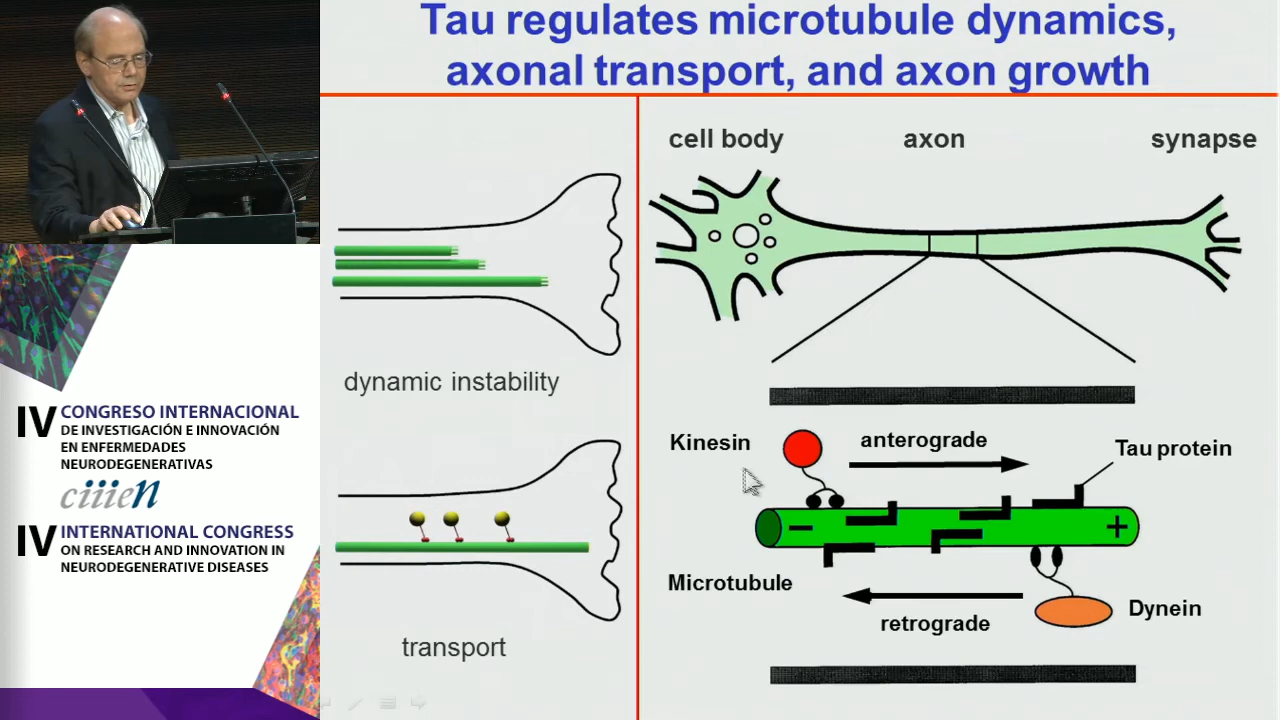 Tau regulates microtubule dynamics,
axonal transport, and axon growth
cell body axon synapse
dynamic instability
Kinesin
anterograde
Tau protein
− +
Microtubule
retrograde
Dynein
transport
IV CONGRESO INTERNACIONAL
DE INVESTIGACIÓN E INNOVACIÓN
EN ENFERMEDADES
NEURODEGENERATIVAS
ciiien
IV INTERNATIONAL CONGRESS
ON RESEARCH AND INNOVATION IN
NEURODEGENERATIVE DISEASES